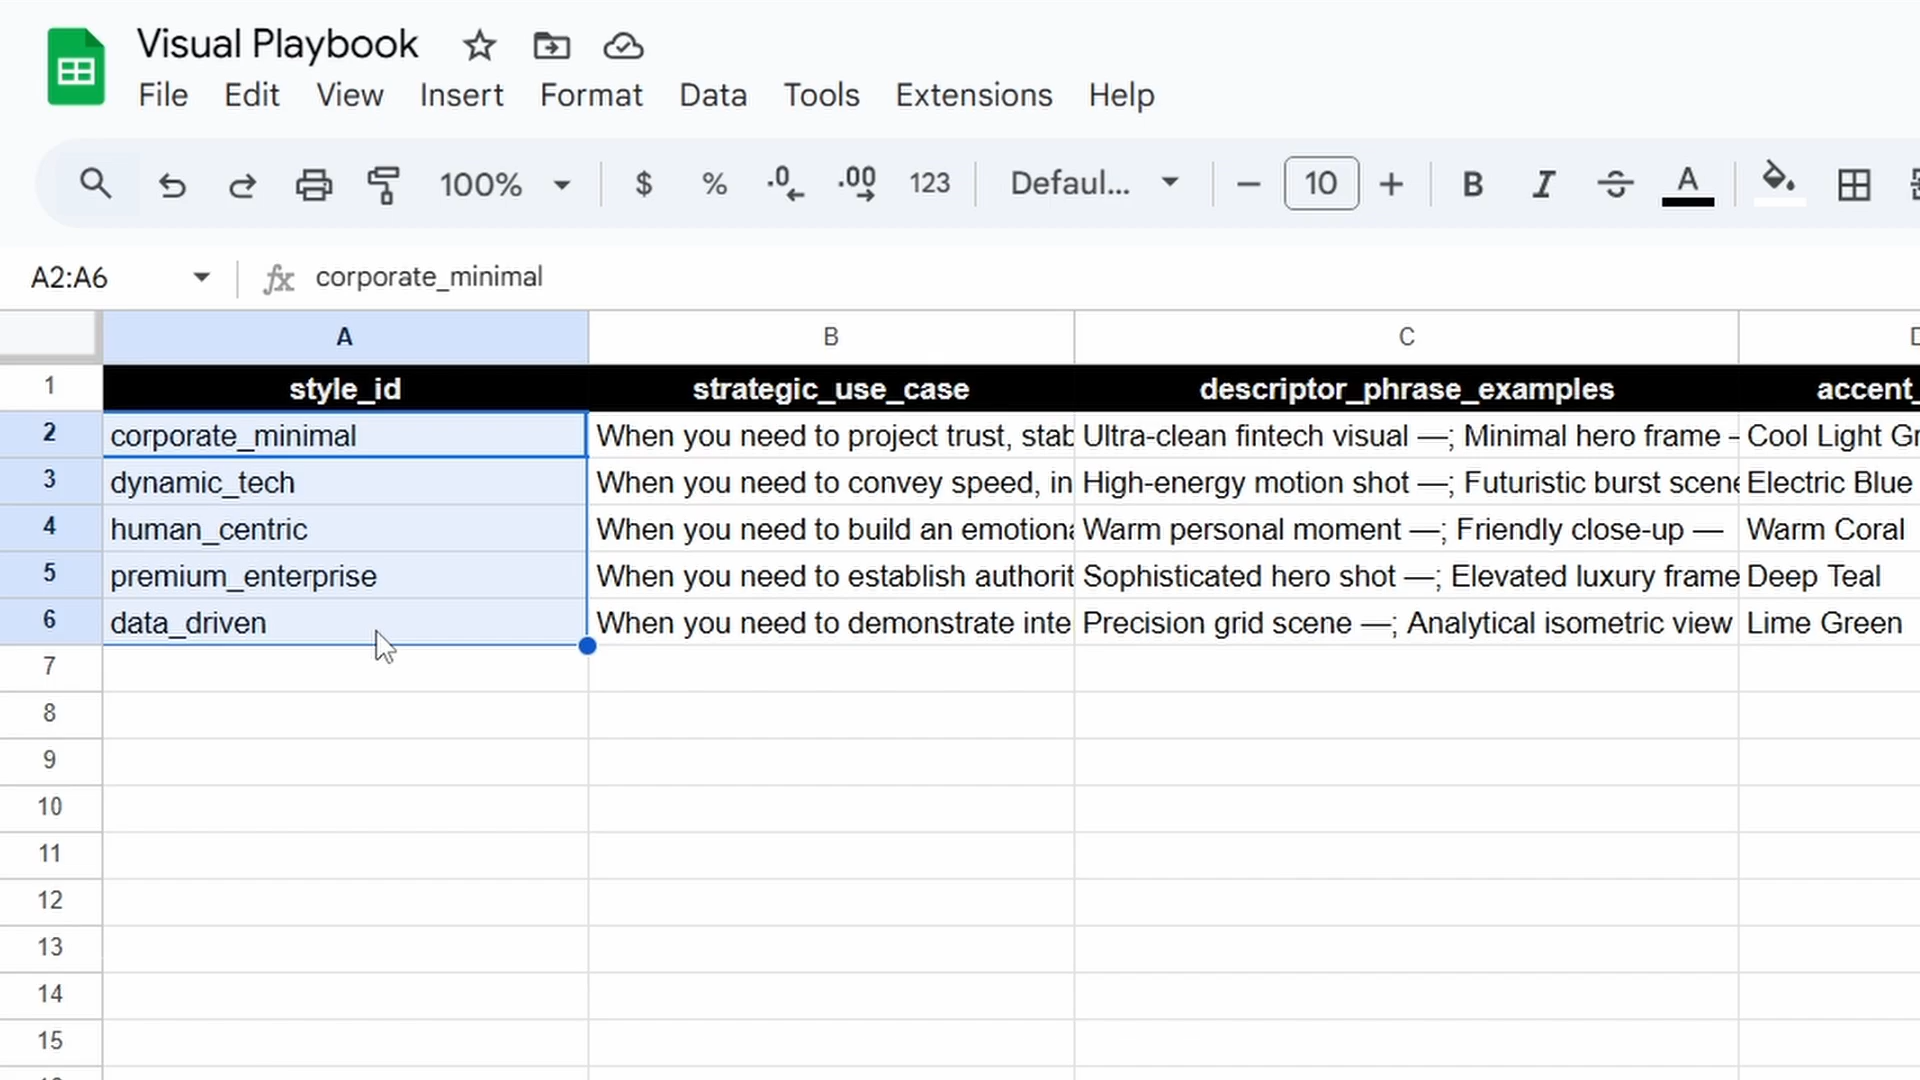 Visual Playbook
File Edit View Insert Format Data Tools Extensions Help
100% $ % .0 .00 123 Defaul... 10 B I S A
A2:A6 fx corporate_minimal
A B C
1 style_id strategic_use_case descriptor_phrase_examples accent_
2 corporate_minimal When you need to project trust, Ultra-clean fintech visual —; Minimal hero frame Cool Light
3 dynamic_tech When you need to convey speed, in High-energy motion shot —; Futuristic burst scene Electric Blue
4 human_centric When you need to build an Warm personal moment —; Friendly close-up — Warm Coral
5 premium_enterprise When you need to establish authorit Sophisticated hero shot —; Elevated luxury frame Deep Teal
6 data_driven When you need to demonstrate inte Precision grid scene —; Analytical isometric view Lime Green
7
8
9
10
11
12
13
14
15